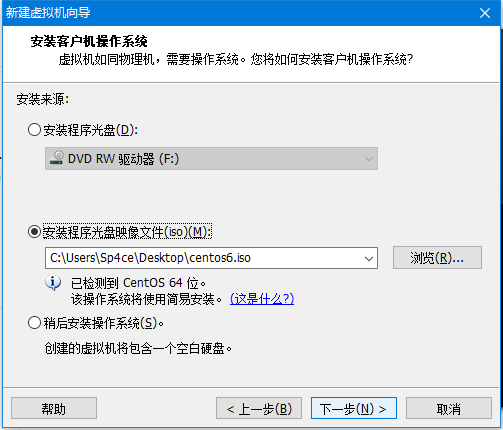 新建虚拟机向导
安装客户机操作系统
虚拟机如同物理机，需要操作系统。您将如何安装客户机操作系统?
安装来源:
安装程序光盘(D):
DVD RW 驱动器 (F:)
安装程序光盘映像文件(iso)(M):
C:\Users\Sp4ce\Desktop\centos6.iso
浏览(R)...
已检测到 CentOS 64 位。
该操作系统将使用简易安装。 (这是什么?)
稍后安装操作系统(S)。
创建的虚拟机将包含一个空白硬盘。
帮助
< 上一步(B)
下一步(N) >
取消